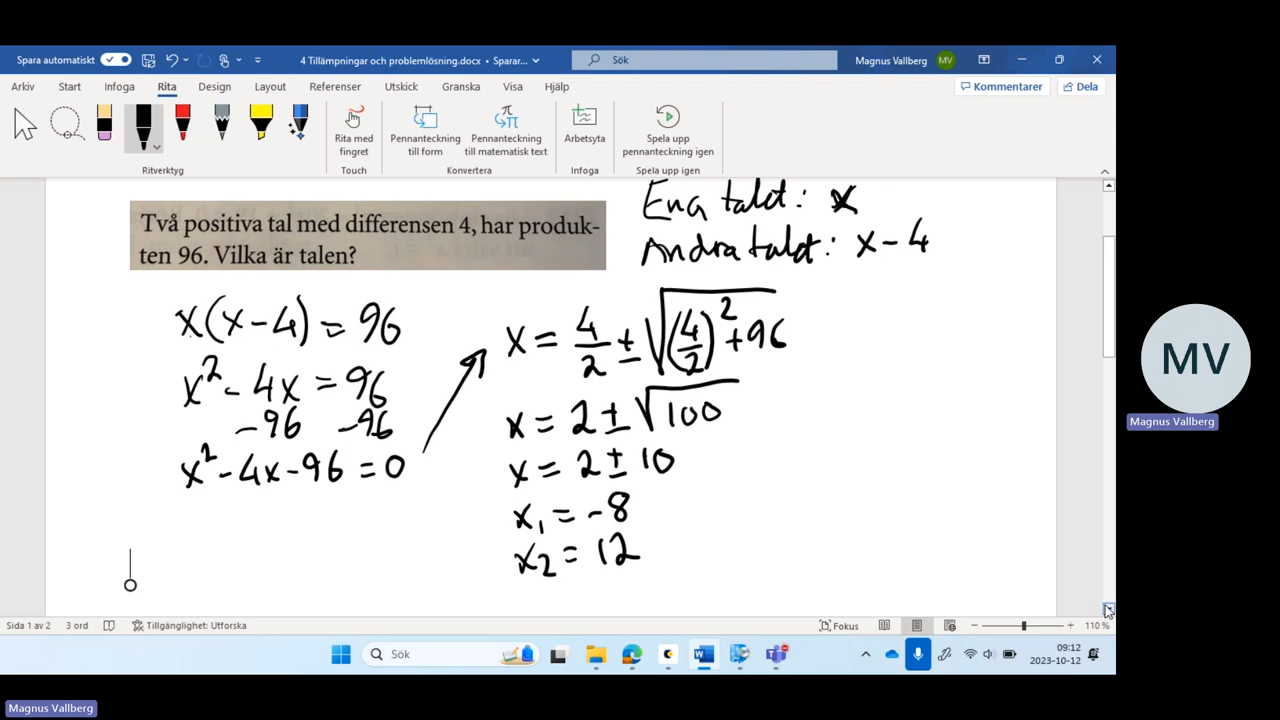 Spara automatiskt
4 Tillämpningar och problemlösning.docx • Sparar...
Sök
Magnus Vallberg MV
Arkiv Start Infoga Rita Design Layout Referenser Utskick Granska Visa Hjälp
Kommentarer Dela
Rita med fingret
Pennanteckning till form
Pennanteckning till matematisk text
Arbetsyta
Spela upp pennanteckning igen
Ritverktyg Touch Konvertera Infoga Spela upp igen
Ena talet: x
Andra talet: x-4
Två positiva tal med differensen 4, har produk-
ten 96. Vilka är talen?
x(x-4) = 96
x² - 4x = 96
-96 -96
x² - 4x - 96 = 0
x = 4/2 ± √((4/2)² + 96)
x = 2 ± √100
x = 2 ± 10
x₁ = -8
x₂ = 12
MV
Magnus Vallberg
Sida 1 av 2 3 ord Tillgänglighet: Utforska
Fokus 110 %
Sök
09:12
2023-10-12
Magnus Vallberg